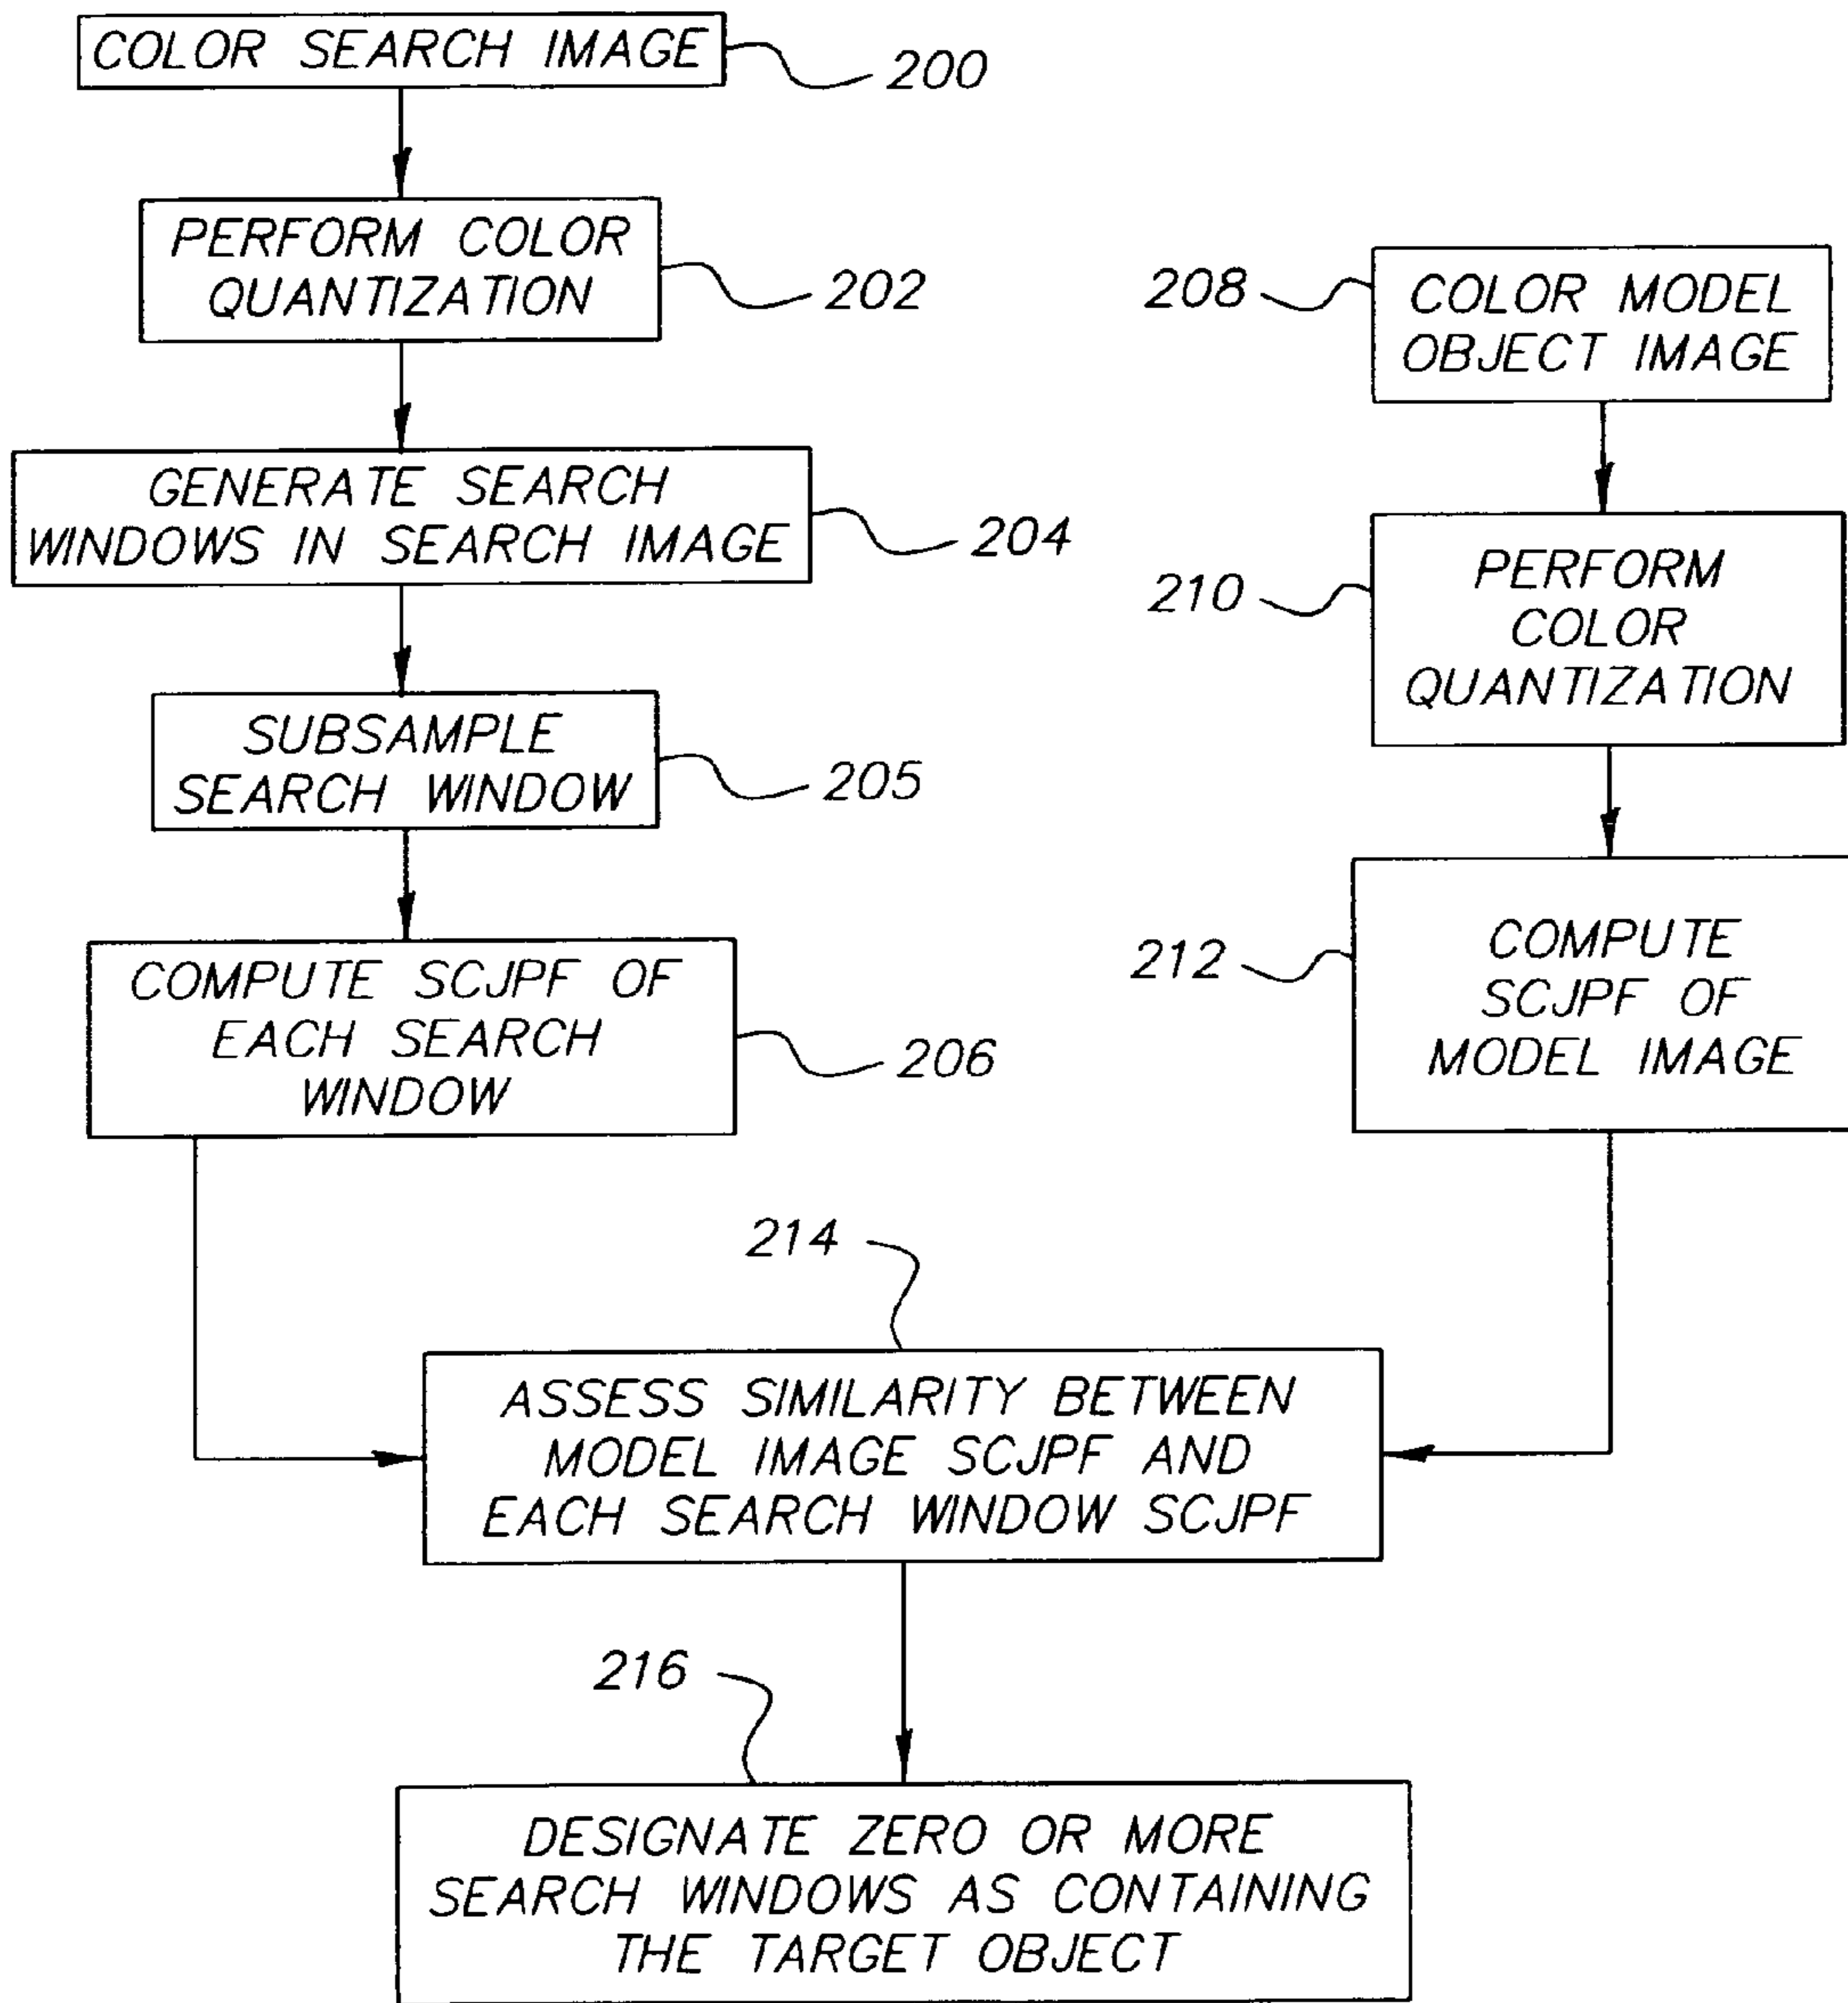 COLOR SEARCH IMAGE
200
PERFORM COLOR
QUANTIZATION
202
GENERATE SEARCH
WINDOWS IN SEARCH IMAGE
204
SUBSAMPLE
SEARCH WINDOW
205
COMPUTE SCJPF OF
EACH SEARCH
WINDOW
206
208
COLOR MODEL
OBJECT IMAGE
210
PERFORM
COLOR
QUANTIZATION
212
COMPUTE
SCJPF OF
MODEL IMAGE
214
ASSESS SIMILARITY BETWEEN
MODEL IMAGE SCJPF AND
EACH SEARCH WINDOW SCJPF
216
DESIGNATE ZERO OR MORE
SEARCH WINDOWS AS CONTAINING
THE TARGET OBJECT